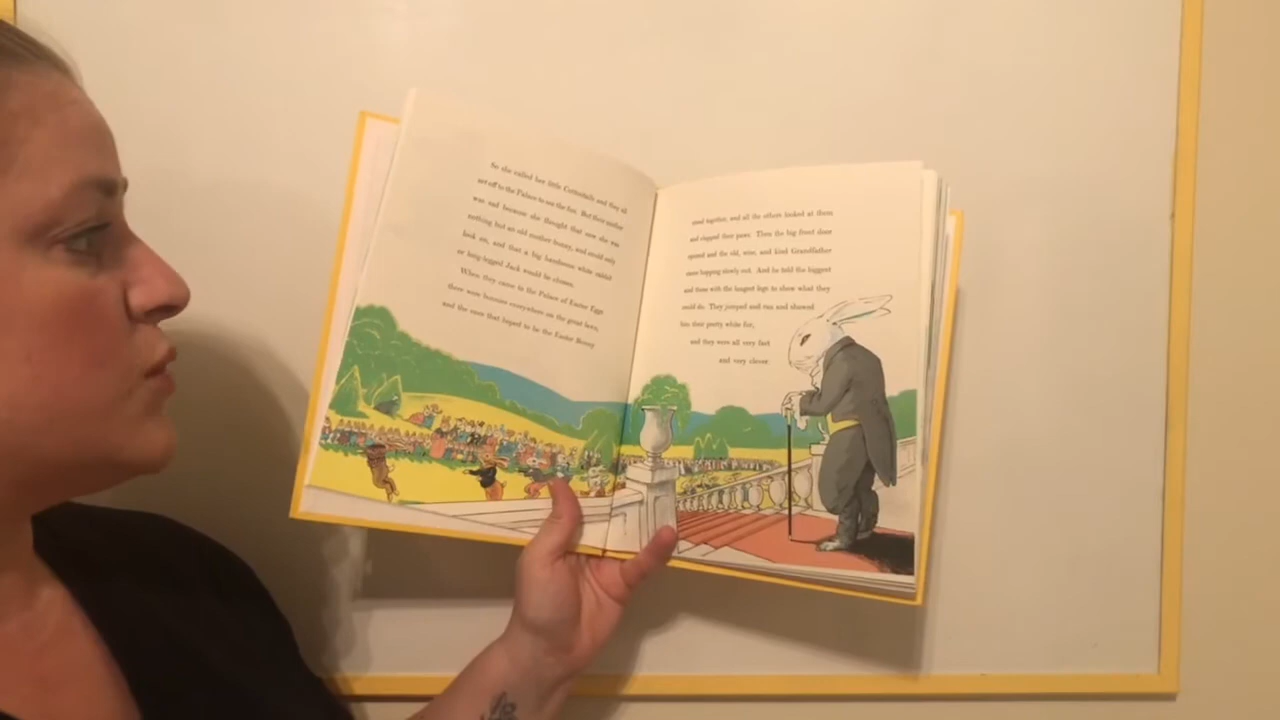 So she called her little Cottontails and they all
set off to the Palace to see the fun. But their mother
was sad because she thought that now she was
nothing but an old mother bunny, and could only
look on, and that a big handsome white rabbit
or long-legged Jack would be chosen.
When they came to the Palace of Easter Eggs
there were bunnies everywhere on the great lawn,
and the ones that hoped to be the Easter Bunny
stood together, and all the others looked at them
and clapped their paws. Then the big front door
opened and the old, wise, and kind Grandfather
came hopping slowly out. And he told the biggest
and those with the longest legs to show what they
could do. They jumped and ran and showed
him their pretty white fur,
and they were all very fast
and very clever